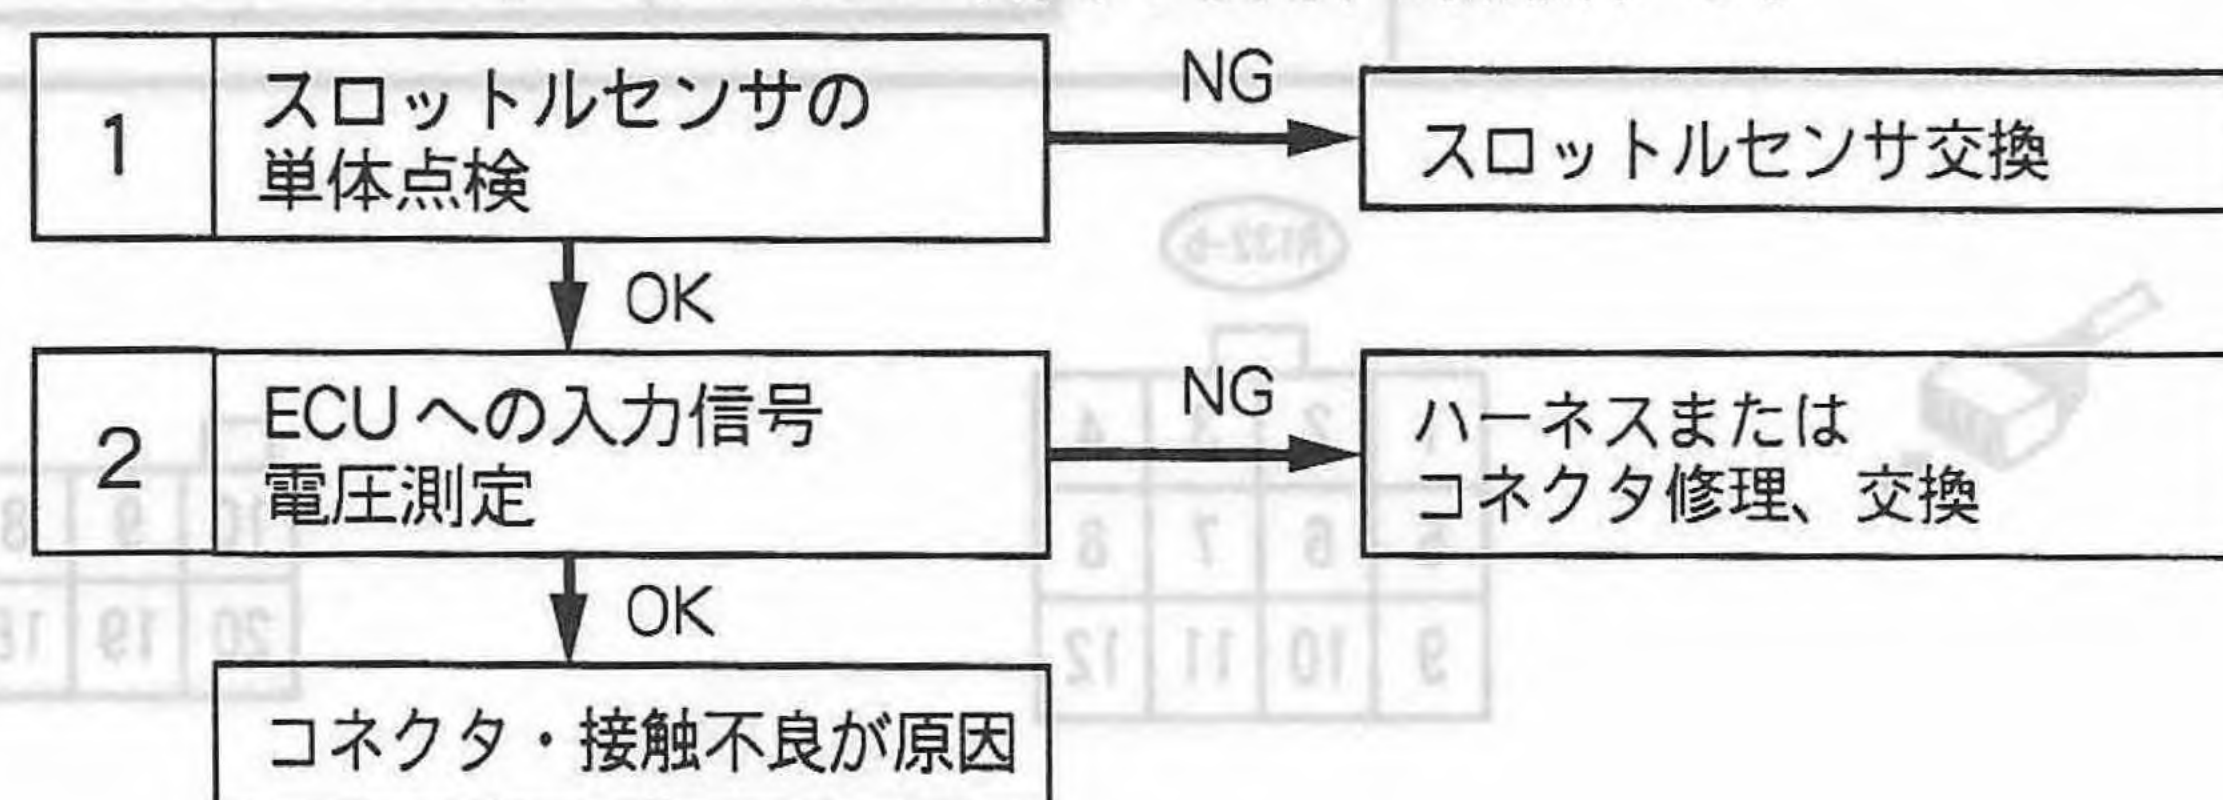 1
スロットルセンサの
単体点検
NG
スロットルセンサ交換
OK
2
ECUへの入力信号
電圧測定
NG
ハーネスまたは
コネクタ修理、交換
OK
コネクタ・接触不良が原因